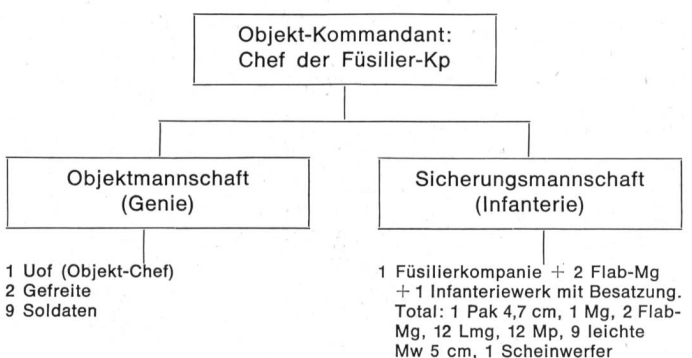 Objekt-Kommandant:
Chef der Füsilier-Kp
Objektmannschaft
(Genie)
1 Uof (Objekt-Chef)
2 Gefreite
9 Soldaten
Sicherungsmannschaft
(Infanterie)
1 Füsilierkompanie + 2 Flab-Mg
+ 1 Infanteriewerk mit Besatzung.
Total: 1 Pak 4,7 cm, 1 Mg, 2 Flab-
Mg, 12 Lmg, 12 Mp, 9 leichte
Mw 5 cm, 1 Scheinwerfer